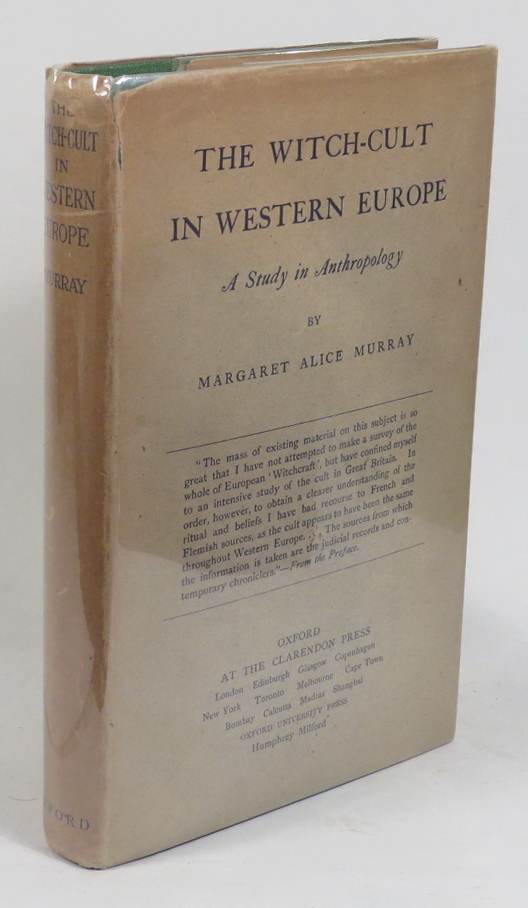 THE
WITCH-CULT
IN
WESTERN
EUROPE
MURRAY
OXFORD
THE WITCH-CULT
IN WESTERN EUROPE
A Study in Anthropology
BY
MARGARET ALICE MURRAY
"The mass of existing material on this subject is so
great that I have not attempted to make a survey of the
whole of European 'Witchcraft', but have confined myself
to an intensive study of the cult in Great Britain. In
order, however, to obtain a clearer understanding of the
ritual and beliefs I have had recourse to French and
Flemish sources, as the cult appears to have been the same
throughout Western Europe. . . . The sources from which
the information is taken are the judicial records and con-
temporary chroniclers."—From the Preface.
OXFORD
AT THE CLARENDON PRESS
London Edinburgh Glasgow Copenhagen
New York Toronto Melbourne Cape Town
Bombay Calcutta Madras Shanghai
OXFORD UNIVERSITY PRESS
Humphrey Milford